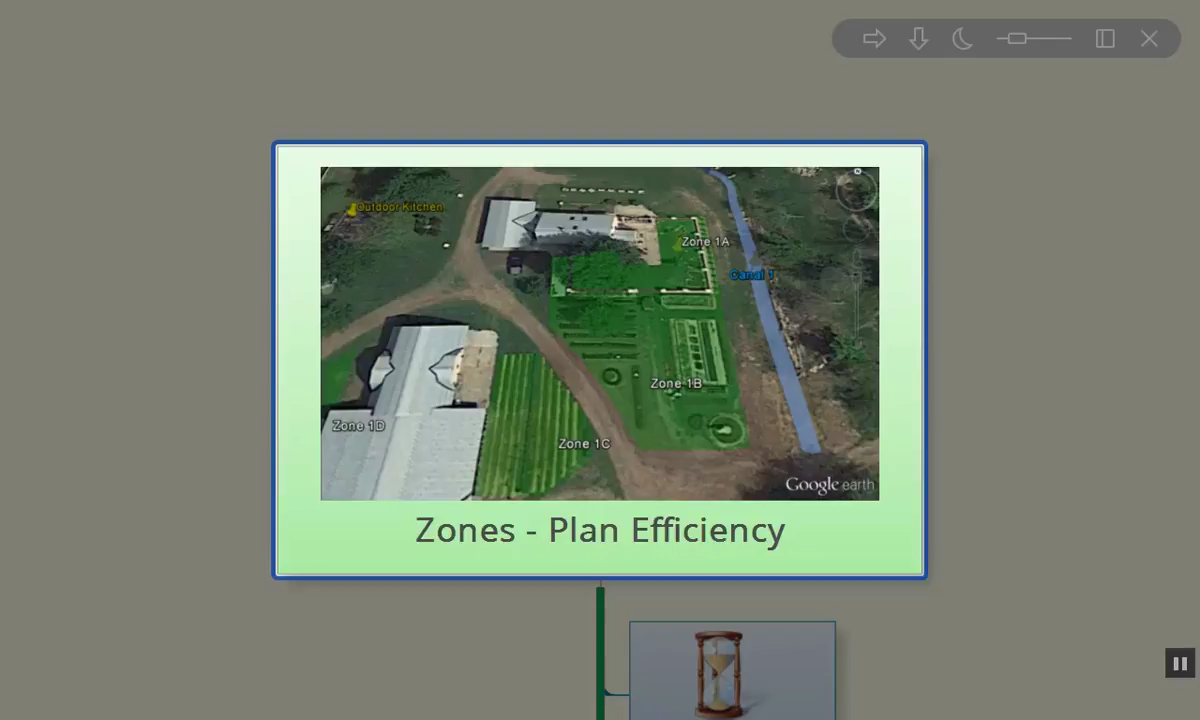 Outdoor Kitchen
Zone 1A
Canal 1
Zone 1B
Zone 1D
Zone 1C
Google earth
Zones - Plan Efficiency